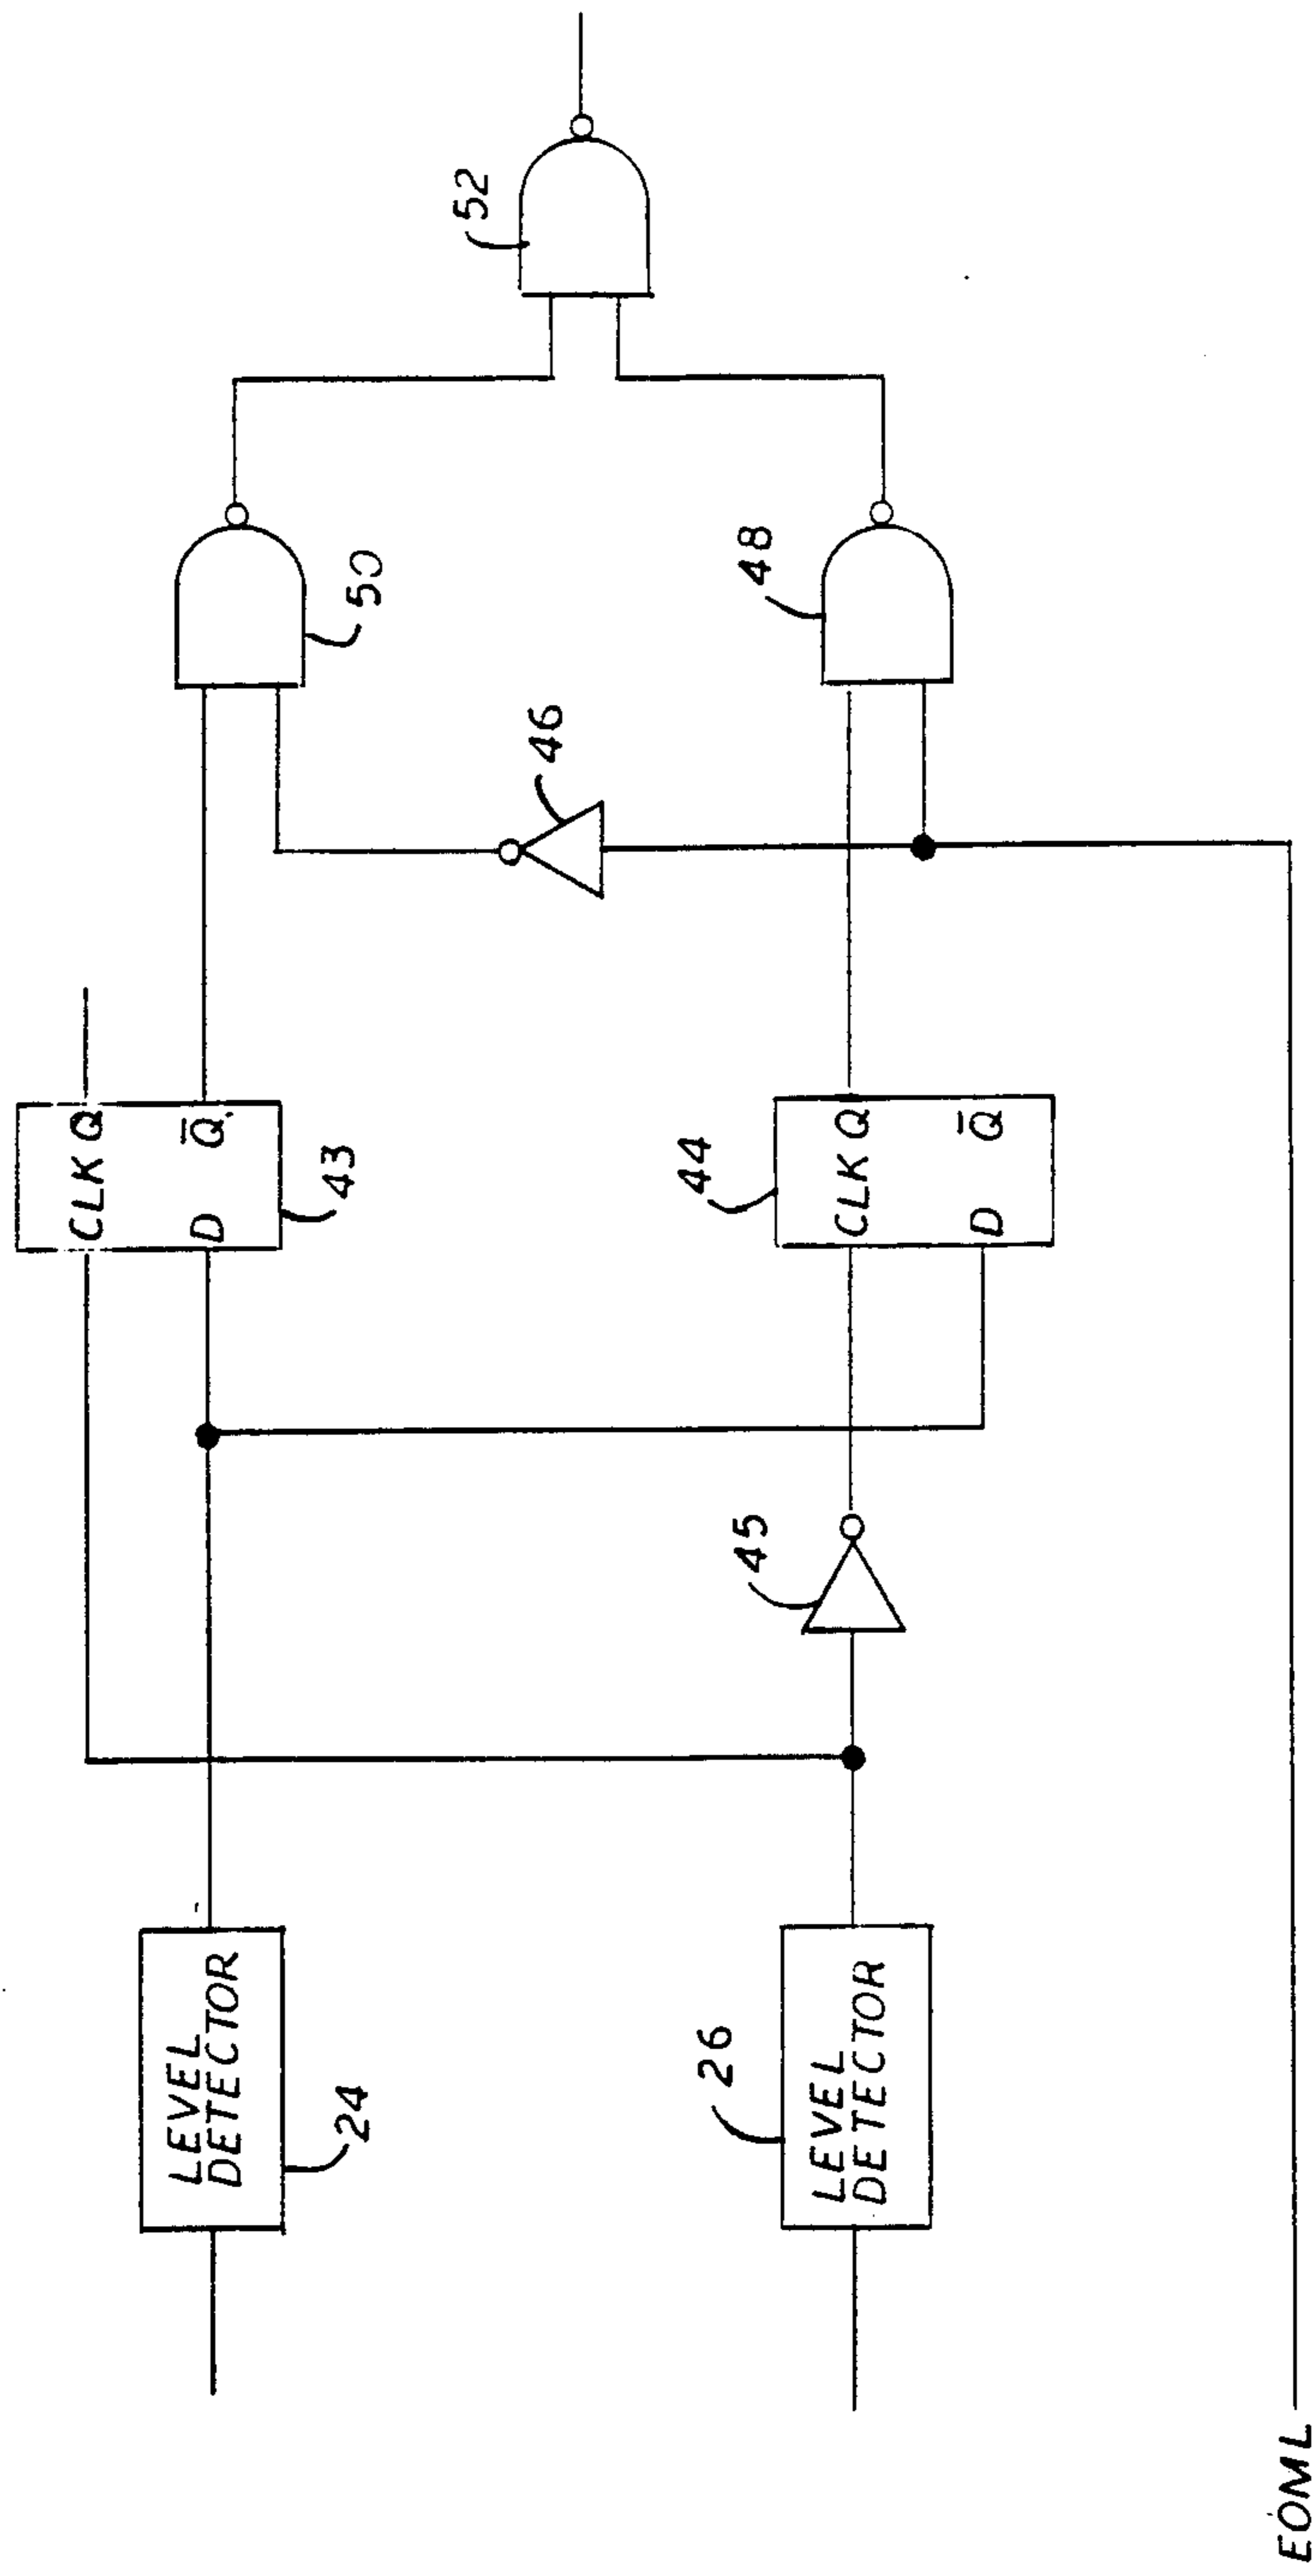 LEVEL
DETECTOR
24
CLK Q
D Q̄
43
50
52
46
LEVEL
DETECTOR
26
45
CLK Q
D Q̄
44
48
EOML